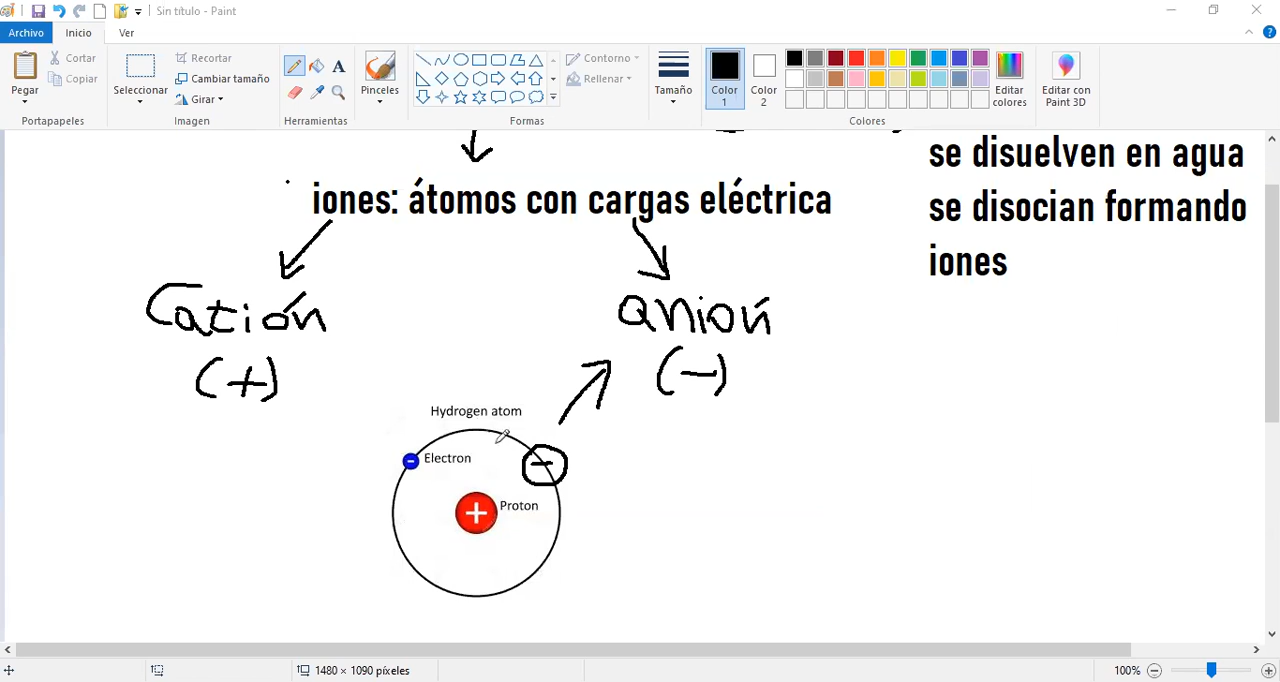 Sin título - Paint
Archivo
Inicio
Ver
Pegar
Cortar
Copiar
Portapapeles
Seleccionar
Recortar
Cambiar tamaño
Girar
Imagen
A
Herramientas
Pinceles
Contorno
Rellenar
Formas
Tamaño
Color
1
Color
2
Editar
colores
Colores
Editar con
Paint 3D
se disuelven en agua
se disocian formando
iones
iones: átomos con cargas eléctrica
Catión
(+)
anión
(-)
Hydrogen atom
Electron
-
-
Proton
+
1480 × 1090 píxeles
100%